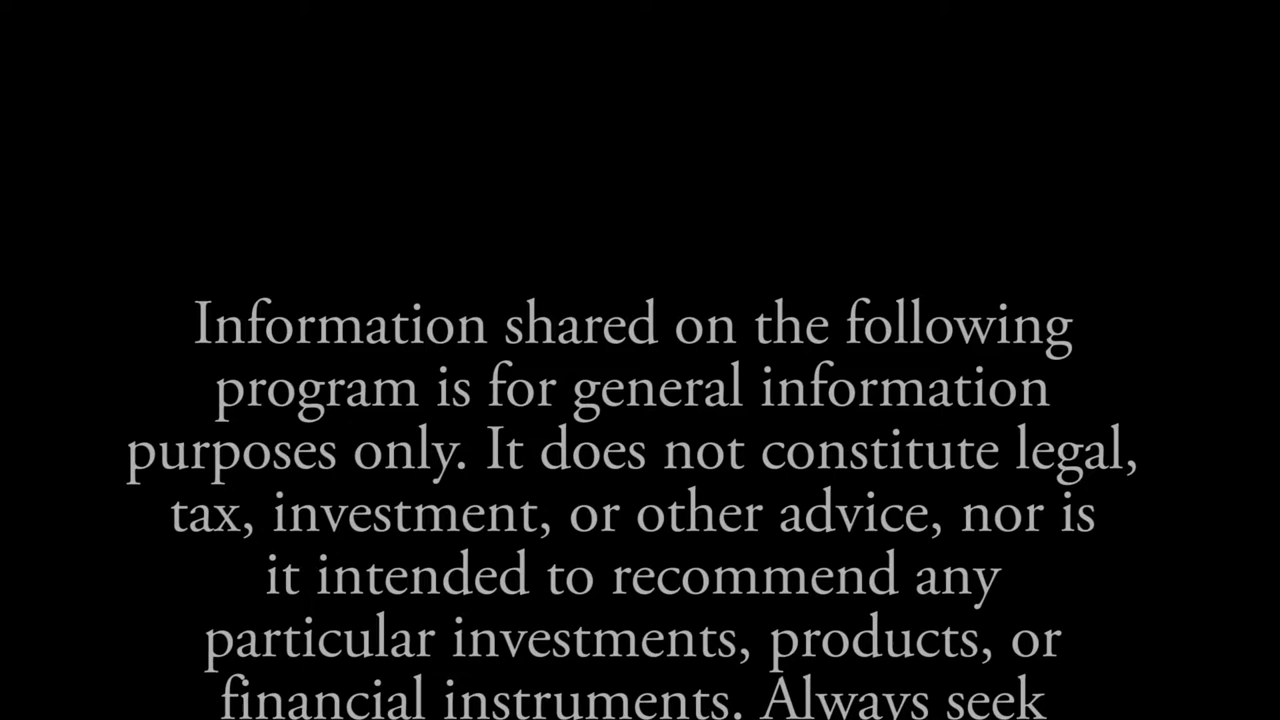 Information shared on the following
program is for general information
purposes only. It does not constitute legal,
tax, investment, or other advice, nor is
it intended to recommend any
particular investments, products, or
financial instruments. Always seek